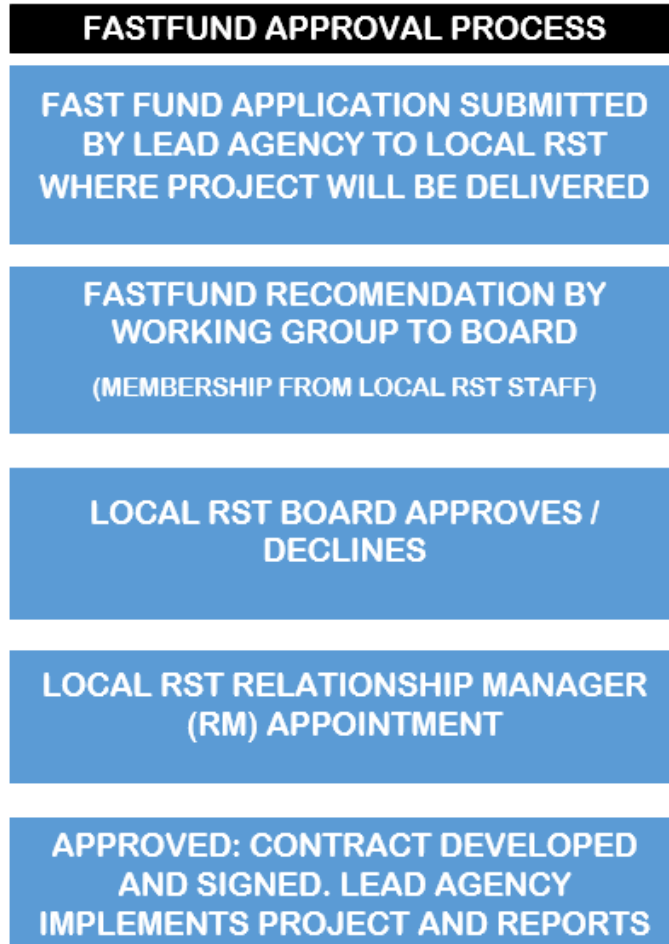 FASTFUND APPROVAL PROCESS
FAST FUND APPLICATION SUBMITTED
BY LEAD AGENCY TO LOCAL RST
WHERE PROJECT WILL BE DELIVERED
FASTFUND RECOMENDATION BY
WORKING GROUP TO BOARD
(MEMBERSHIP FROM LOCAL RST STAFF)
LOCAL RST BOARD APPROVES /
DECLINES
LOCAL RST RELATIONSHIP MANAGER
(RM) APPOINTMENT
APPROVED: CONTRACT DEVELOPED
AND SIGNED. LEAD AGENCY
IMPLEMENTS PROJECT AND REPORTS